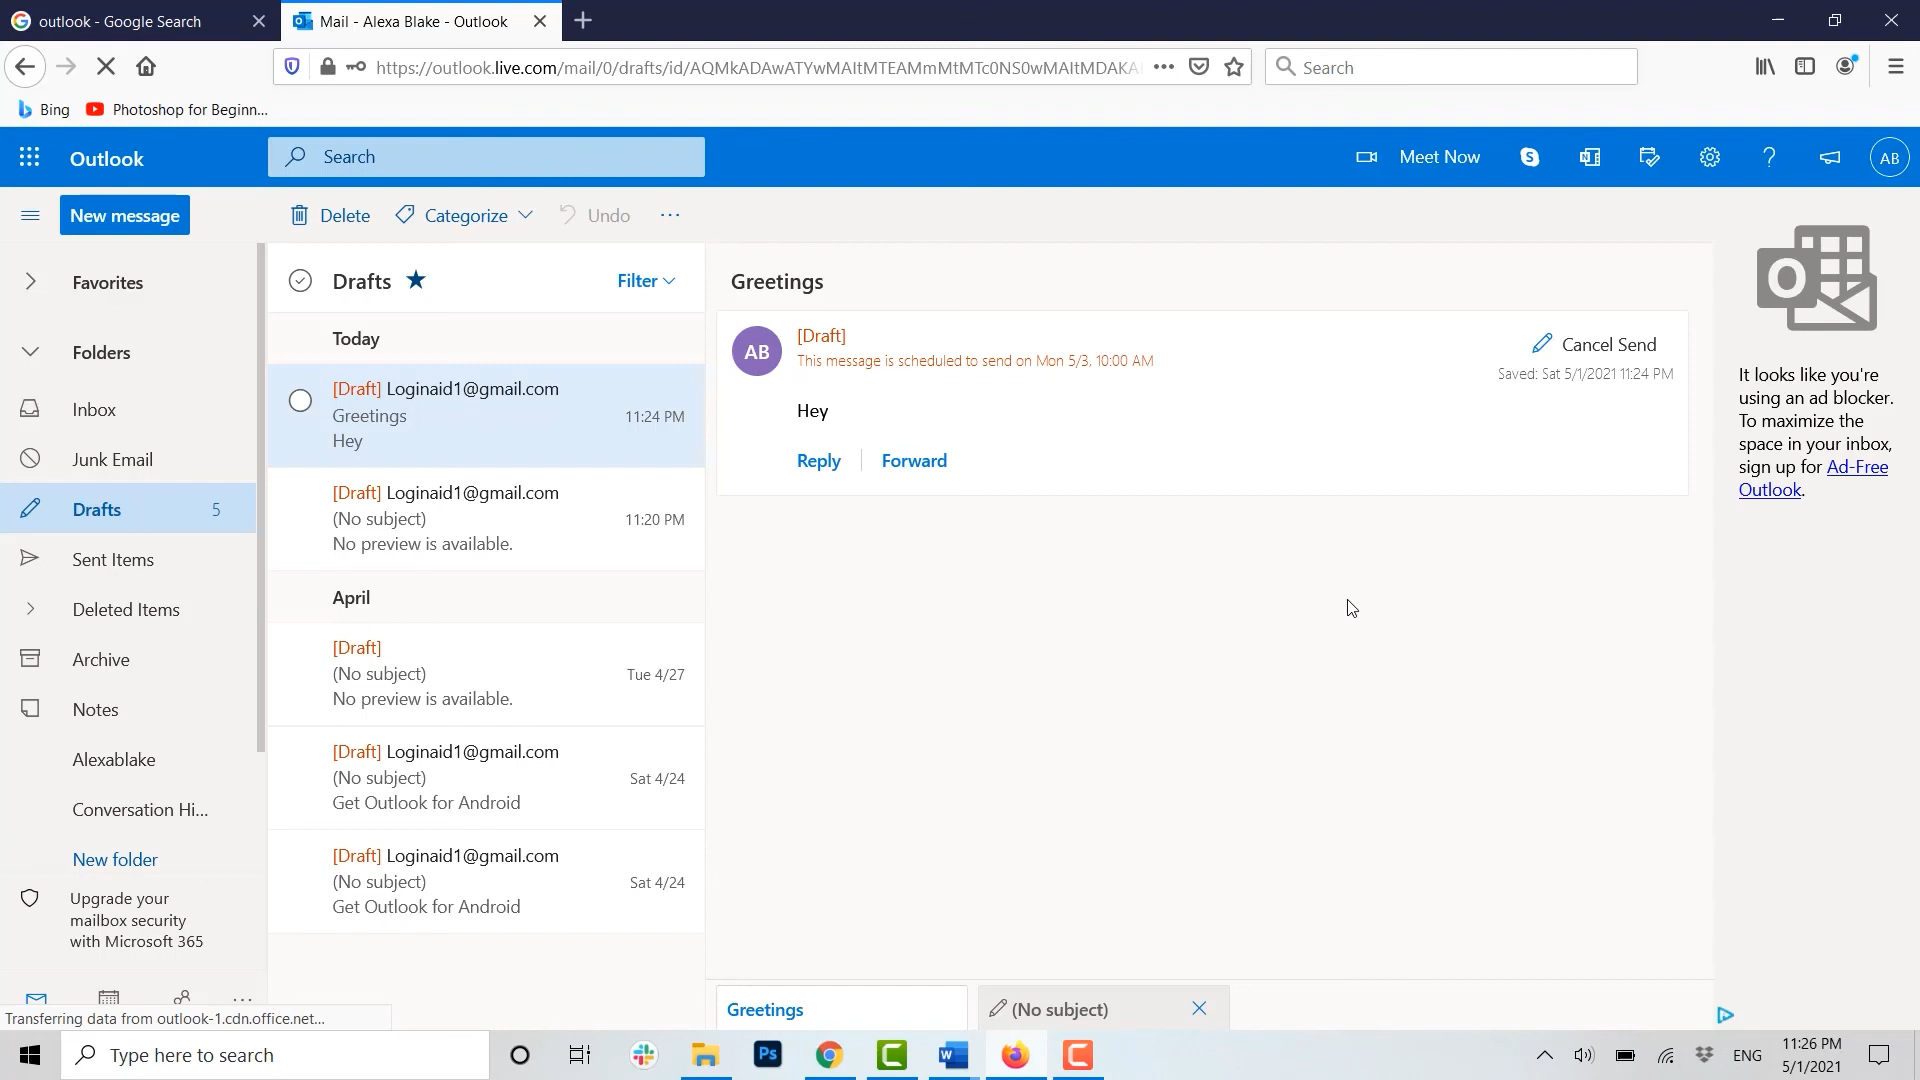 outlook - Google Search
Mail - Alexa Blake - Outlook
https://outlook.live.com/mail/0/drafts/id/AQMkADAwATYwMAItMTEAMmMtMTc0NS0wMAItMDAKA
Search
Bing
Photoshop for Beginn...
Outlook
Search
Meet Now
AB
New message
Delete
Categorize
Undo
Favorites
Folders
Inbox
Junk Email
Drafts 5
Sent Items
Deleted Items
Archive
Notes
Alexablake
Conversation Hi...
New folder
Upgrade your
mailbox security
with Microsoft 365
Transferring data from outlook-1.cdn.office.net...
Drafts
Filter
Today
[Draft] Loginaid1@gmail.com
Greetings 11:24 PM
Hey
[Draft] Loginaid1@gmail.com
(No subject) 11:20 PM
No preview is available.
April
[Draft]
(No subject) Tue 4/27
No preview is available.
[Draft] Loginaid1@gmail.com
(No subject) Sat 4/24
Get Outlook for Android
[Draft] Loginaid1@gmail.com
(No subject) Sat 4/24
Get Outlook for Android
Greetings
AB
[Draft]
This message is scheduled to send on Mon 5/3, 10:00 AM
Cancel Send
Saved: Sat 5/1/2021 11:24 PM
Hey
Reply
Forward
Greetings
(No subject)
It looks like you're
using an ad blocker.
To maximize the
space in your inbox,
sign up for Ad-Free
Outlook.
Type here to search
Ps
ENG
11:26 PM
5/1/2021